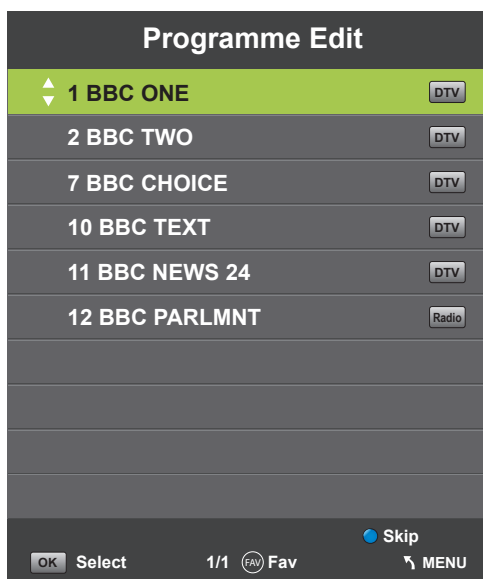 Programme Edit
1 BBC ONE DTV
2 BBC TWO DTV
7 BBC CHOICE DTV
10 BBC TEXT DTV
11 BBC NEWS 24 DTV
12 BBC PARLMNT Radio
Skip
OK Select 1/1 FAV Fav MENU